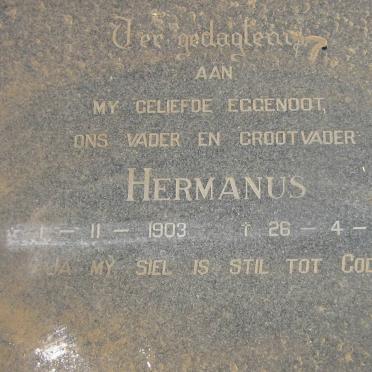 Ter gedagtenis
AAN
MY GELIEFDE EGGENOOT,
ONS VADER EN GROOTVADER
HERMANUS
1 – 11 – 1903 † 26 – 4 –
JA MY SIEL IS STIL TOT GOD